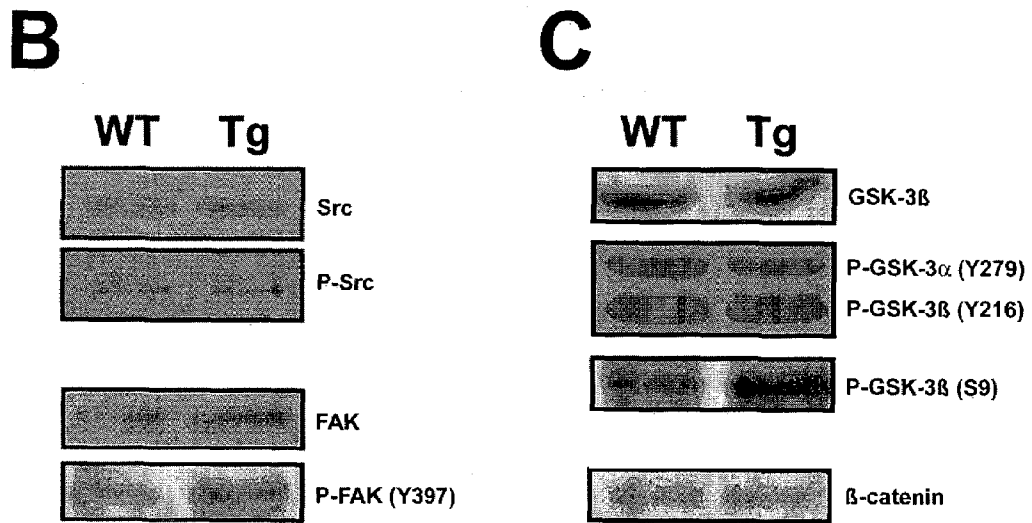 B
WT Tg
Src
P-Src
FAK
P-FAK (Y397)
C
WT Tg
GSK-3ß
P-GSK-3α (Y279)
P-GSK-3ß (Y216)
P-GSK-3ß (S9)
ß-catenin